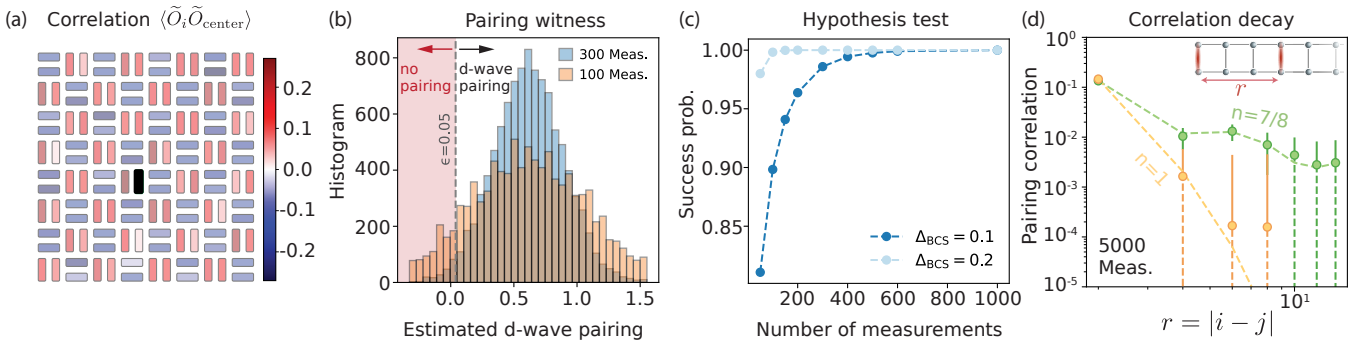 (a) Correlation ⟨Õ_i Õ_center⟩
0.2
0.1
0.0
-0.1
-0.2
(b) Pairing witness
300 Meas.
100 Meas.
no
pairing
d-wave
pairing
ϵ=0.05
Histogram
800
600
400
200
0
0.0 0.5 1.0 1.5
Estimated d-wave pairing
(c) Hypothesis test
Success prob.
1.00
0.95
0.90
0.85
Δ_BCS = 0.1
Δ_BCS = 0.2
200 400 600 800 1000
Number of measurements
(d) Correlation decay
Pairing correlation
10^0
10^-1
10^-2
10^-3
10^-4
10^-5
r
n=7/8
n=1
5000
Meas.
10^1
r = |i − j|